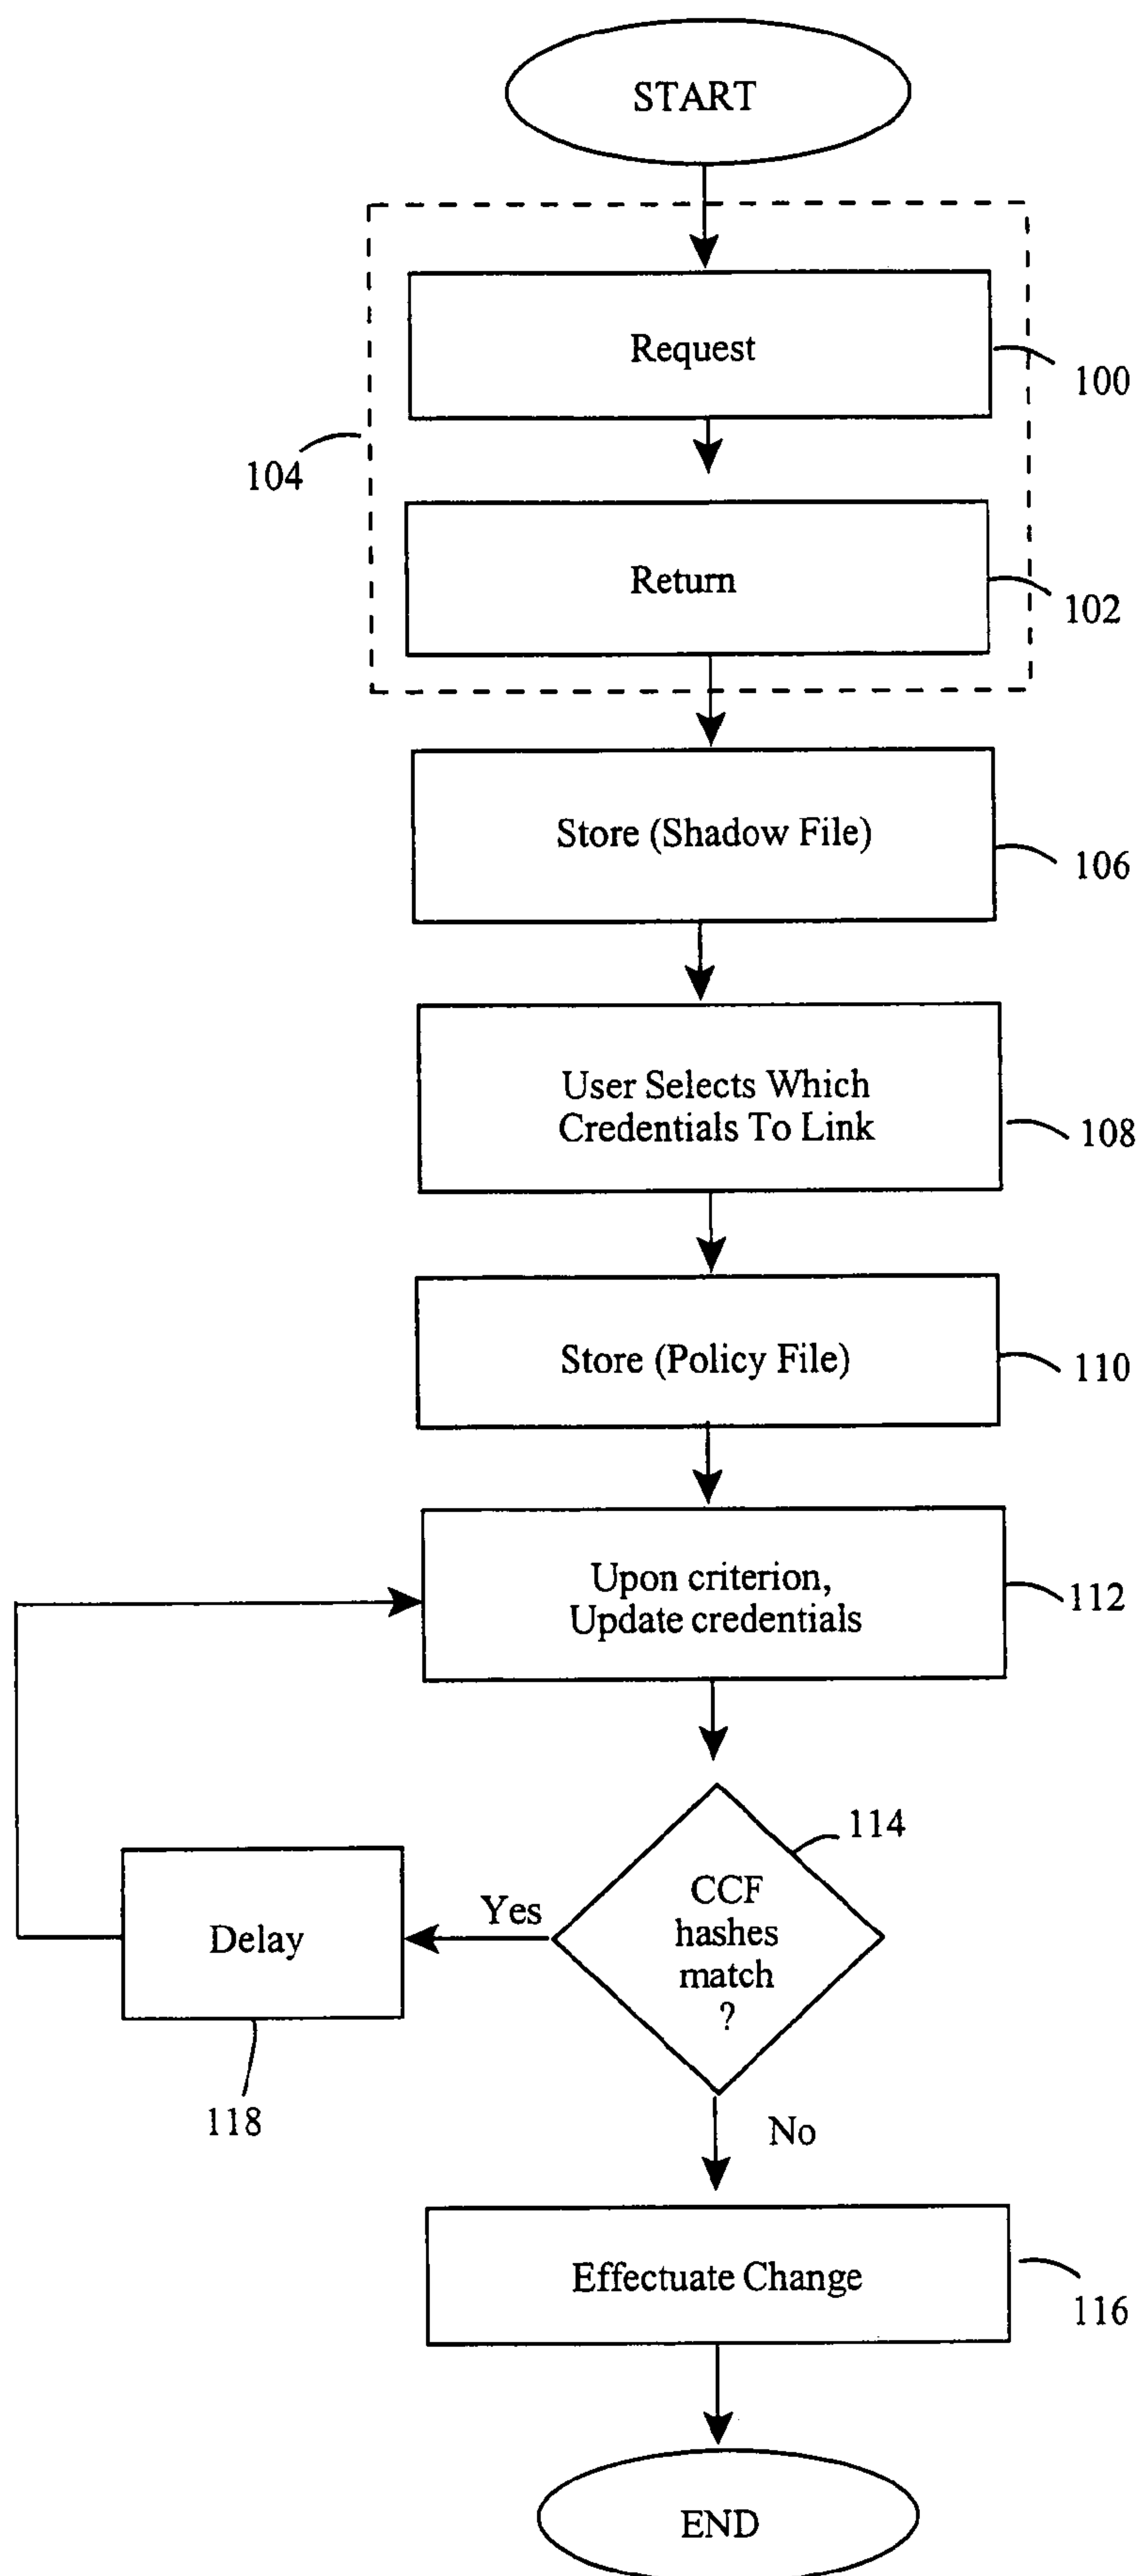 START
Request
100
104
Return
102
Store (Shadow File)
106
User Selects Which
Credentials To Link
108
Store (Policy File)
110
Upon criterion,
Update credentials
112
114
CCF
hashes
match
?
Yes
Delay
118
No
Effectuate Change
116
END